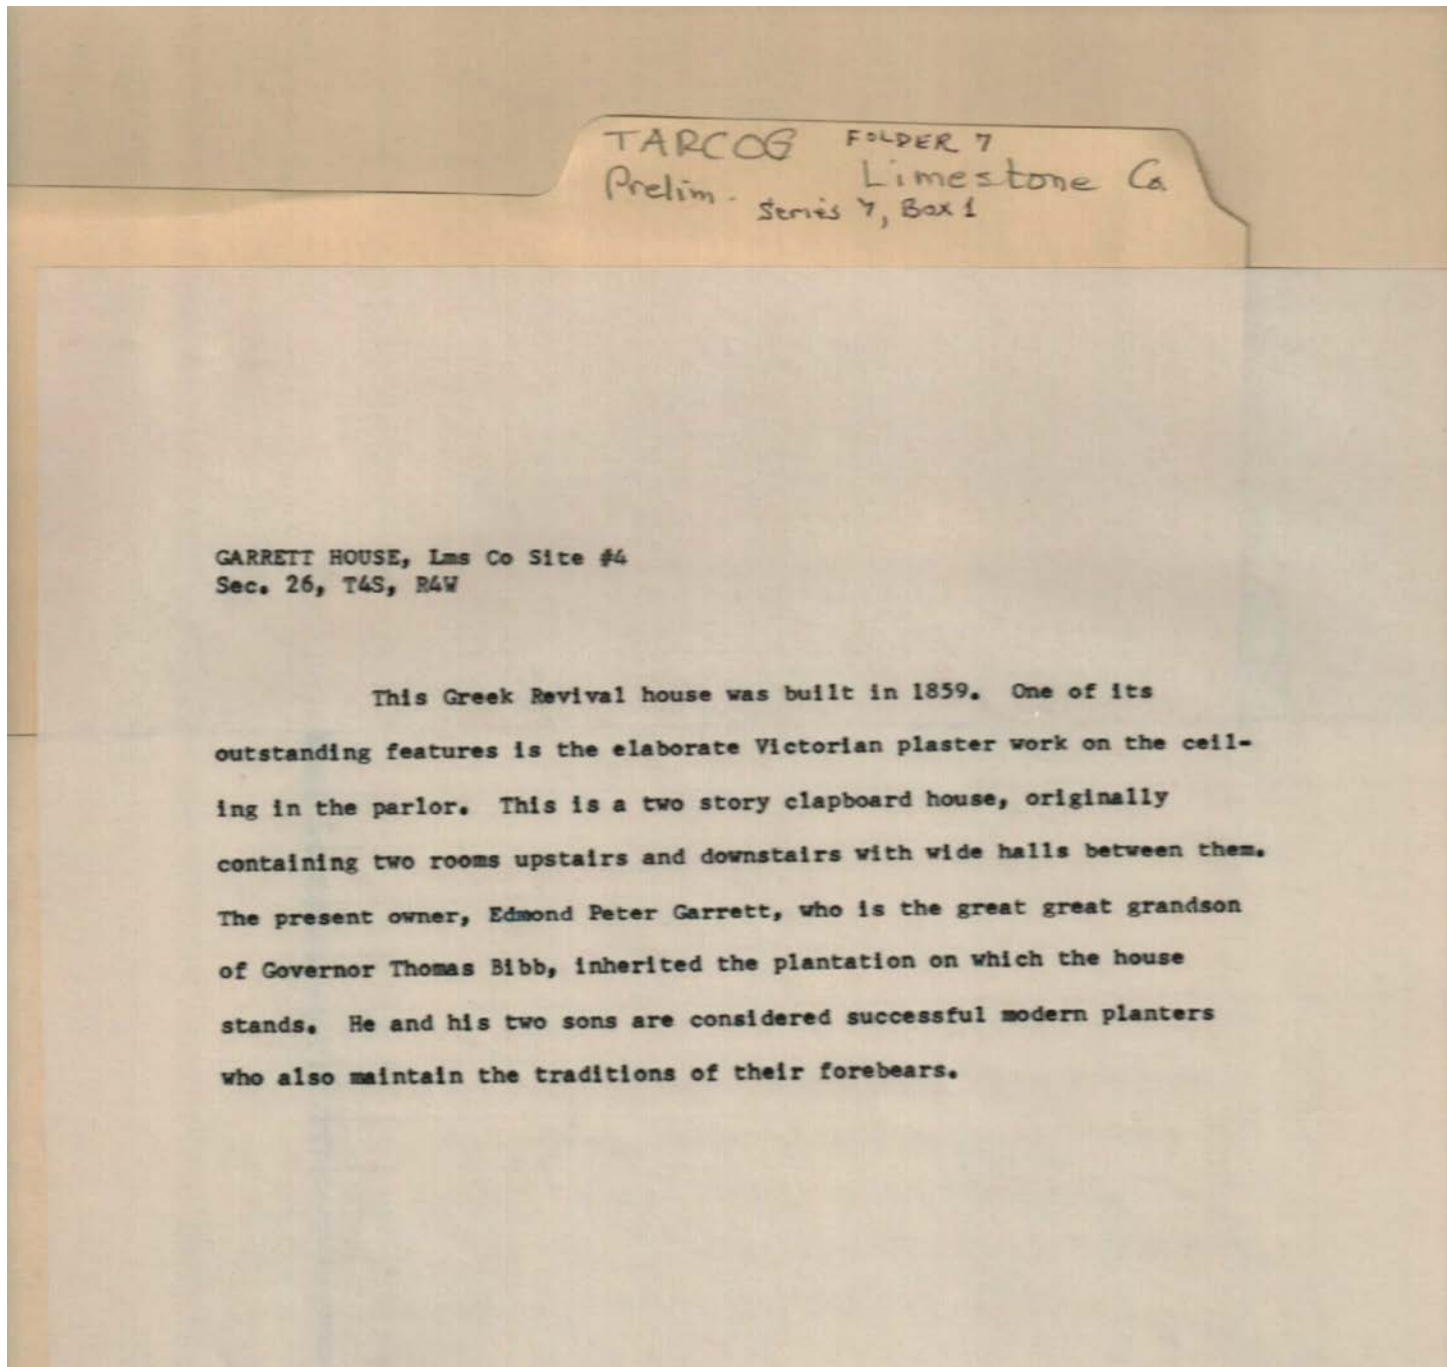 TARCOG FOLDER 7
Prelim. Limestone Co
Series 7, Box 1
GARRETT HOUSE, Lms Co Site #4
Sec. 26, T4S, R4W
This Greek Revival house was built in 1859. One of its
outstanding features is the elaborate Victorian plaster work on the ceil-
ing in the parlor. This is a two story clapboard house, originally
containing two rooms upstairs and downstairs with wide halls between them.
The present owner, Edmond Peter Garrett, who is the great great grandson
of Governor Thomas Bibb, inherited the plantation on which the house
stands. He and his two sons are considered successful modern planters
who also maintain the traditions of their forebears.